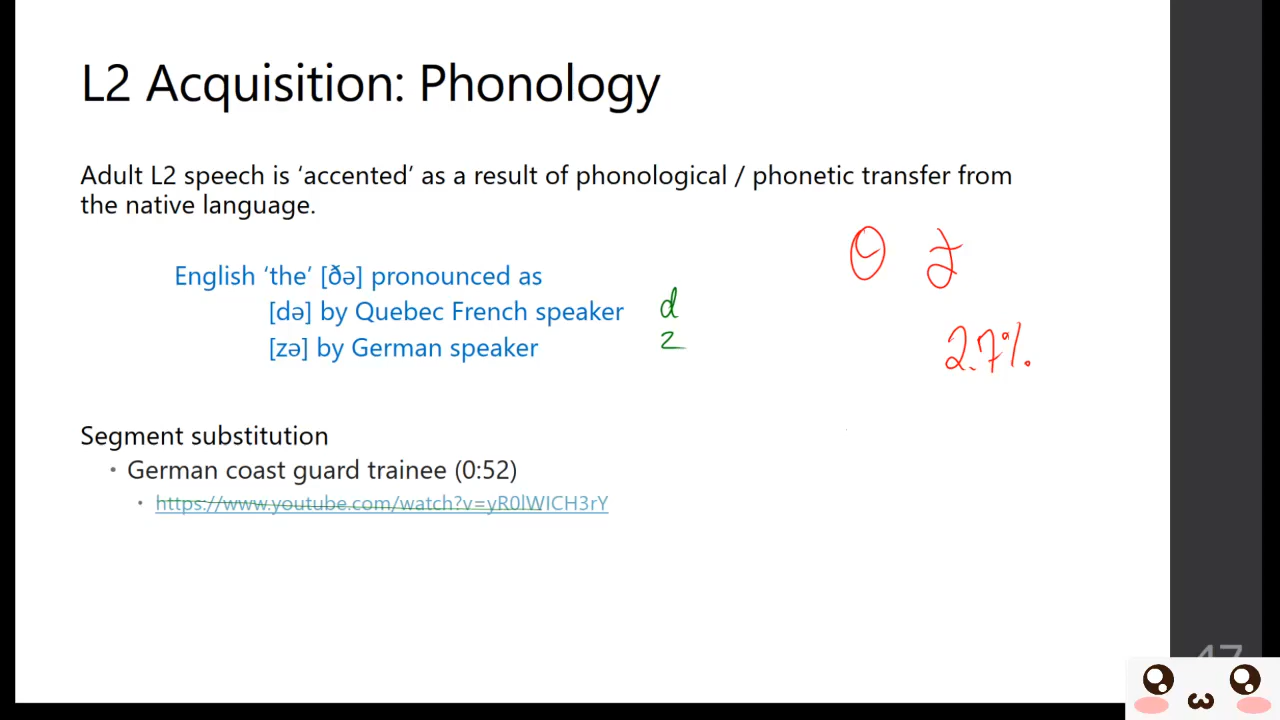 L2 Acquisition: Phonology
Adult L2 speech is ‘accented’ as a result of phonological / phonetic transfer from
the native language.
θ ð
English ‘the’ [ðə] pronounced as
[də] by Quebec French speaker d
[zə] by German speaker z
2.7%
Segment substitution
• German coast guard trainee (0:52)
• https://www.youtube.com/watch?v=yR0lWICH3rY
47